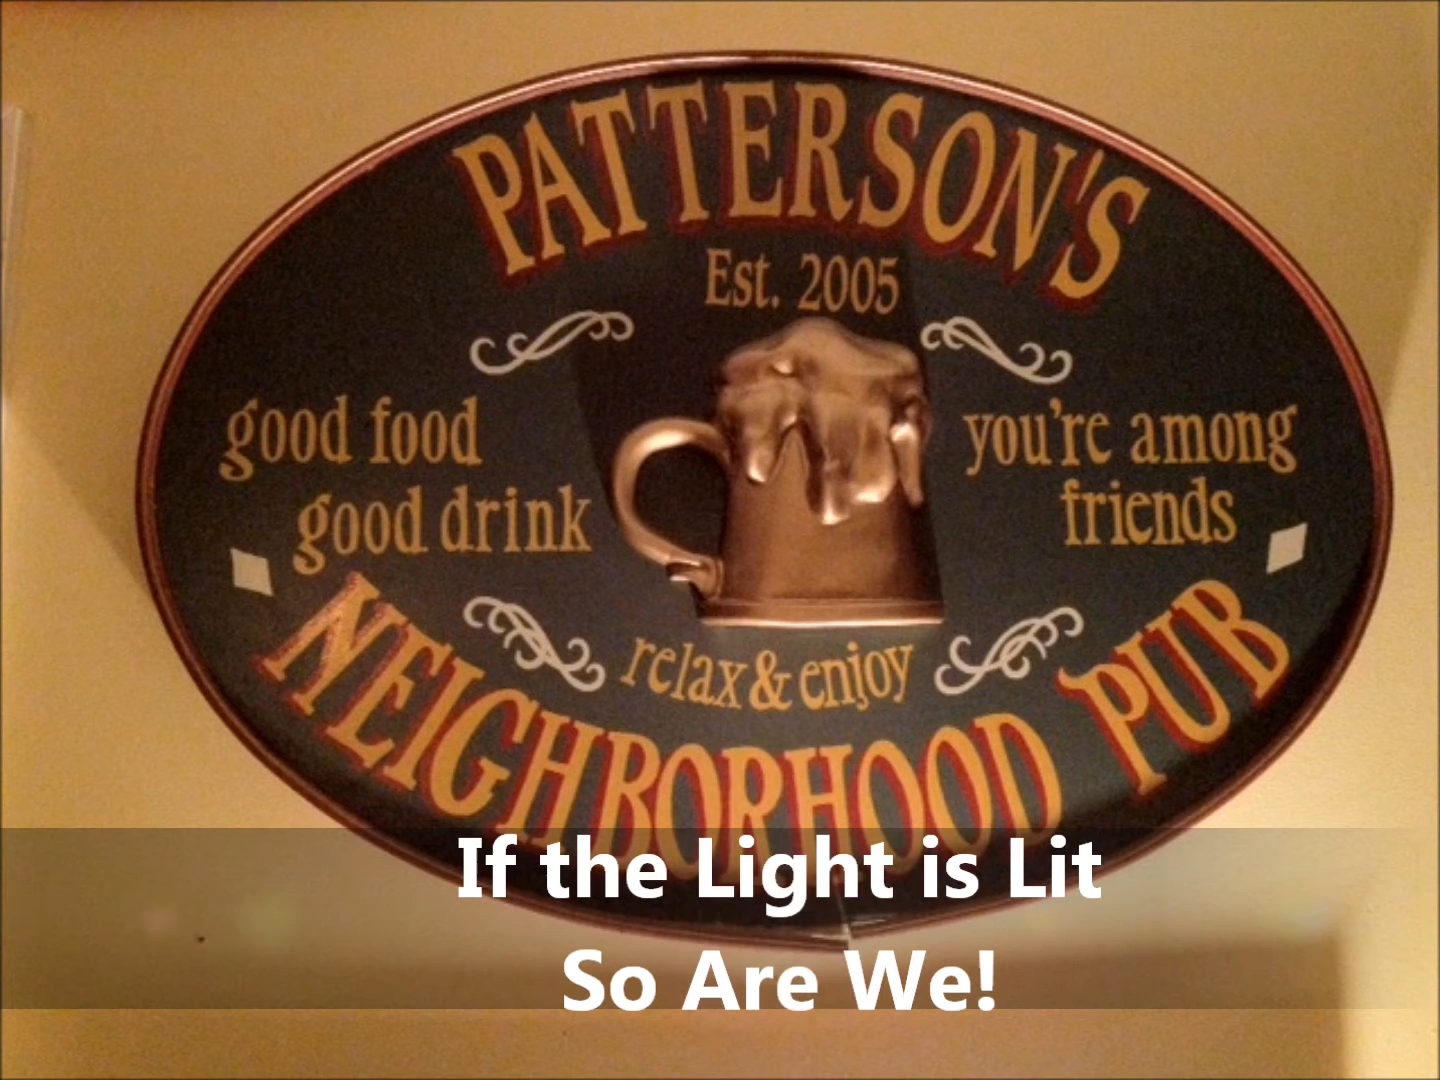 PATTERSON'S
Est. 2005
good food
good drink
you're among
friends
relax & enjoy
NEIGHBORHOOD PUB
If the Light is Lit
So Are We!